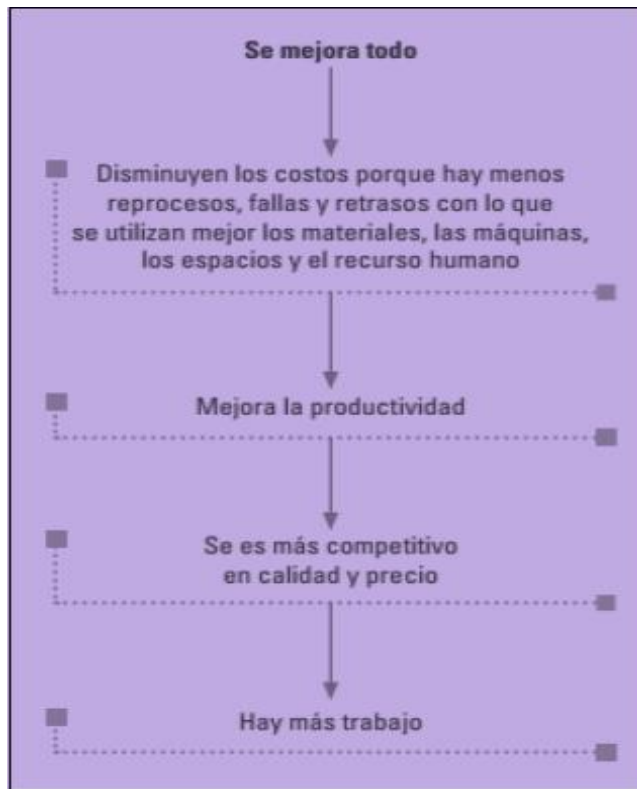 Se mejora todo
Disminuyen los costos porque hay menos
reprocesos, fallas y retrasos con lo que
se utilizan mejor los materiales, las máquinas,
los espacios y el recurso humano
Mejora la productividad
Se es más competitivo
en calidad y precio
Hay más trabajo